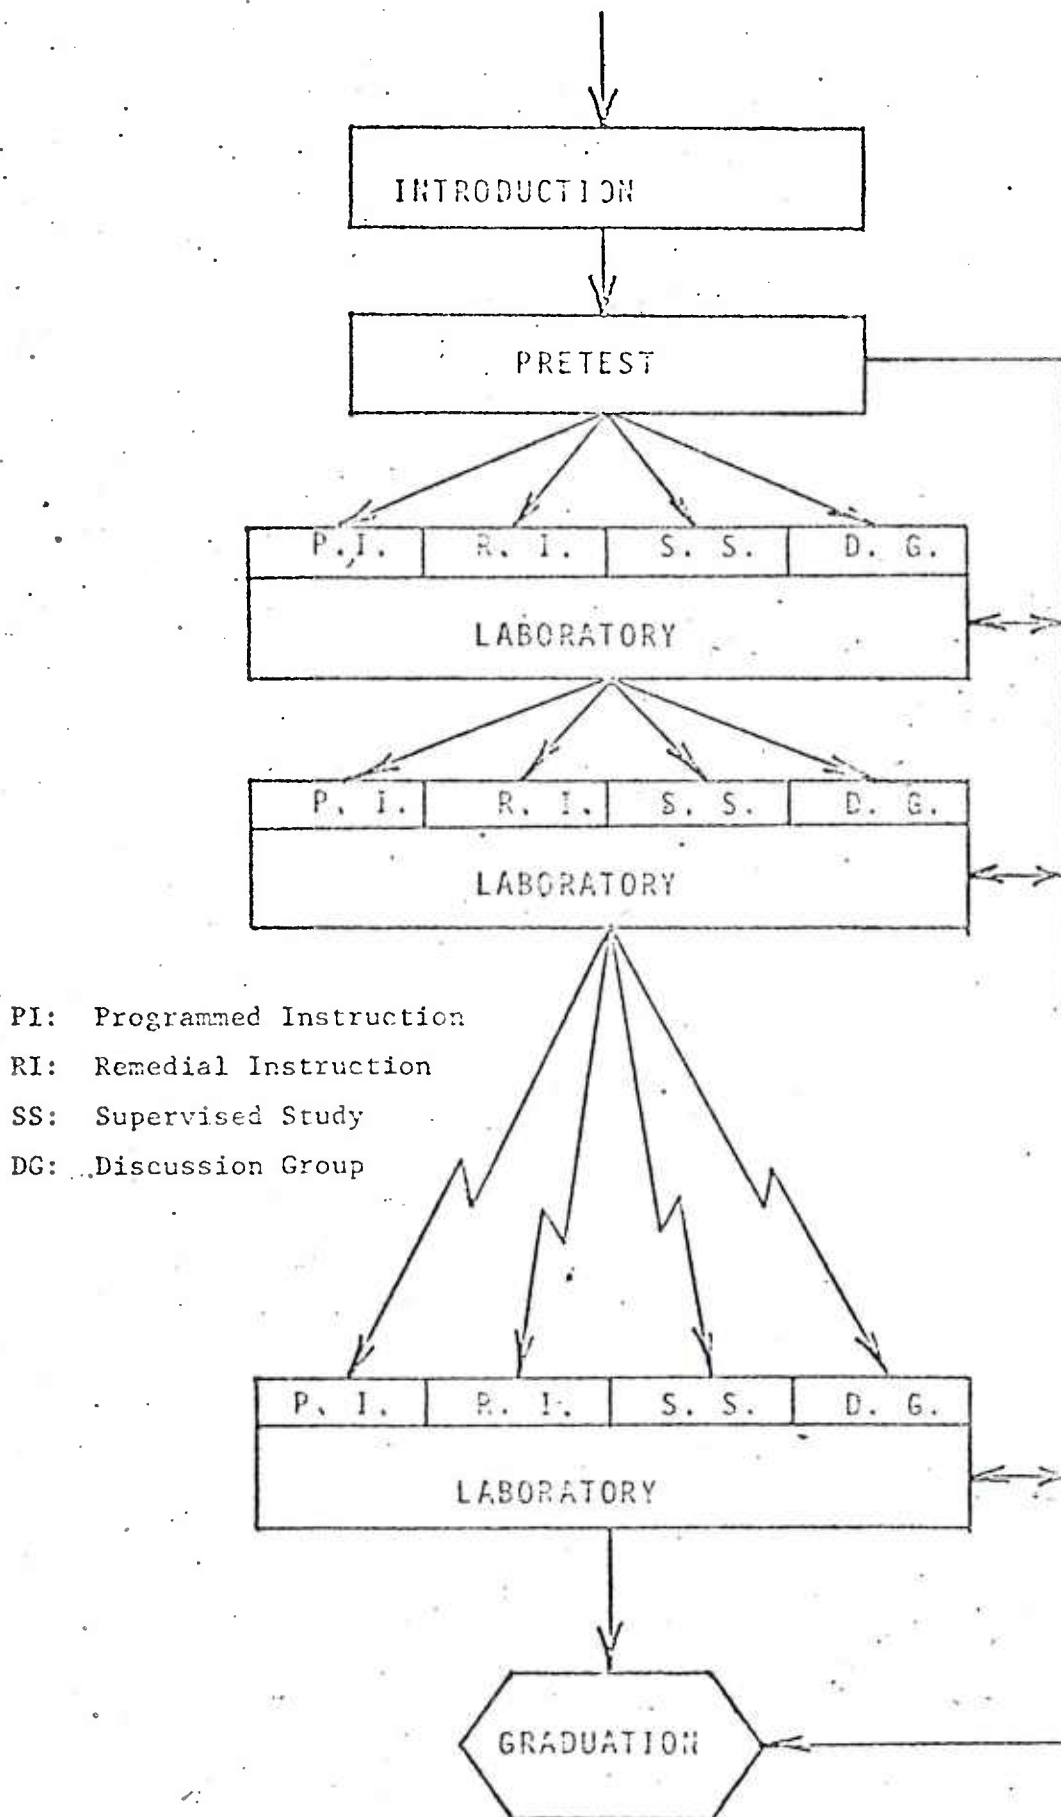 INTRODUCTION
PRETEST
P.I. R. I. S. S. D. G.
LABORATORY
P. I. R. I. S. S. D. G.
LABORATORY
PI: Programmed Instruction
RI: Remedial Instruction
SS: Supervised Study
DG: Discussion Group
P. I. R. I. S. S. D. G.
LABORATORY
GRADUATION